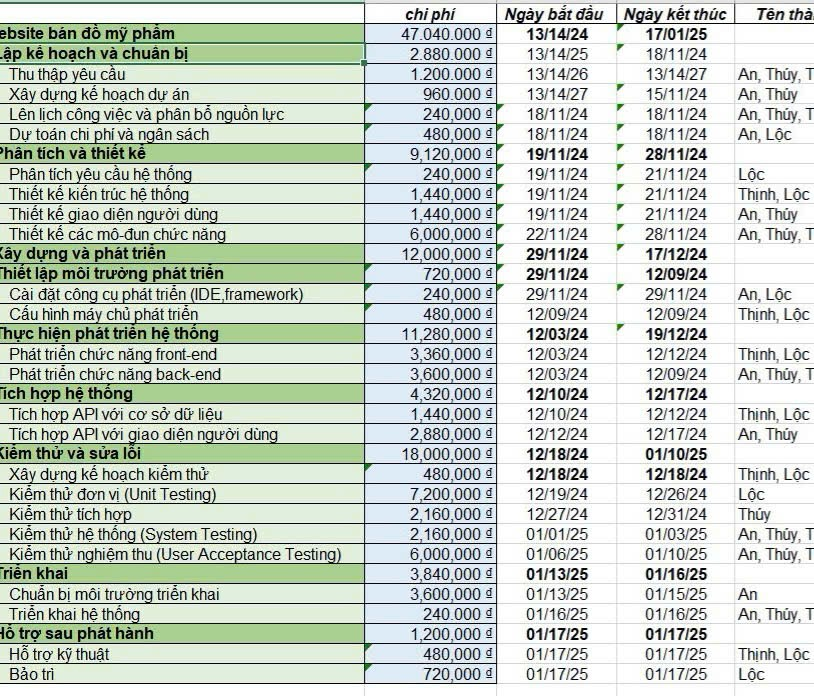 chi phí Ngày bắt đầu Ngày kết thúc Tên thà
ebsite bán đồ mỹ phẩm 47.040.000 ₫ 13/14/24 17/01/25
Lập kế hoạch và chuẩn bị 2.880.000 ₫ 13/14/25 18/11/24
Thu thập yêu cầu 1.200.000 ₫ 13/14/26 13/14/27 An, Thủy, T
Xây dựng kế hoạch dự án 960.000 ₫ 13/14/27 15/11/24 An, Thủy
Lên lịch công việc và phân bổ nguồn lực 240,000 ₫ 18/11/24 18/11/24 An, Thủy, T
Dự toán chi phí và ngân sách 480,000 ₫ 18/11/24 18/11/24 An, Lộc
Phân tích và thiết kế 9,120,000 ₫ 19/11/24 28/11/24
Phân tích yêu cầu hệ thống 240,000 ₫ 19/11/24 21/11/24 Lộc
Thiết kế kiến trúc hệ thống 1,440,000 ₫ 19/11/24 21/11/24 Thịnh, Lộc
Thiết kế giao diện người dùng 1,440,000 ₫ 19/11/24 21/11/24 An, Thủy
Thiết kế các mô-đun chức năng 6,000,000 ₫ 22/11/24 28/11/24 An, Thủy, T
Xây dựng và phát triển 12,000,000 ₫ 29/11/24 17/12/24
Thiết lập môi trường phát triển 720,000 ₫ 29/11/24 12/09/24
Cài đặt công cụ phát triển (IDE,framework) 240,000 ₫ 29/11/24 29/11/24 An, Lộc
Cấu hình máy chủ phát triển 480,000 ₫ 12/09/24 12/09/24 Thịnh, Lộc
Thực hiện phát triển hệ thống 11,280,000 ₫ 12/03/24 19/12/24
Phát triển chức năng front-end 3,360,000 ₫ 12/03/24 12/12/24 Thịnh, Lộc
Phát triển chức năng back-end 3,600,000 ₫ 12/03/24 12/09/24 An, Thủy, T
Tích hợp hệ thống 4,320,000 ₫ 12/10/24 12/17/24
Tích hợp API với cơ sở dữ liệu 1,440,000 ₫ 12/10/24 12/12/24 Thịnh, Lộc
Tích hợp API với giao diện người dùng 2,880,000 ₫ 12/12/24 12/17/24 An, Thủy
Kiểm thử và sửa lỗi 18,000,000 ₫ 12/18/24 01/10/25
Xây dựng kế hoạch kiểm thử 480,000 ₫ 12/18/24 12/18/24 Thịnh, Lộc
Kiểm thử đơn vị (Unit Testing) 7,200,000 ₫ 12/19/24 12/26/24 Lộc
Kiểm thử tích hợp 2,160,000 ₫ 12/27/24 12/31/24 Thủy
Kiểm thử hệ thống (System Testing) 2,160,000 ₫ 01/01/25 01/03/25 An, Thủy, T
Kiểm thử nghiệm thu (User Acceptance Testing) 6,000,000 ₫ 01/06/25 01/10/25 An, Thủy, T
Triển khai 3,840,000 ₫ 01/13/25 01/16/25
Chuẩn bị môi trường triển khai 3,600,000 ₫ 01/13/25 01/15/25 An
Triển khai hệ thống 240.000 ₫ 01/16/25 01/16/25 An, Thủy, T
Hỗ trợ sau phát hành 1,200,000 ₫ 01/17/25 01/17/25
Hỗ trợ kỹ thuật 480,000 ₫ 01/17/25 01/17/25 Thịnh, Lộc
Bảo trì 720,000 ₫ 01/17/25 01/17/25 Lộc